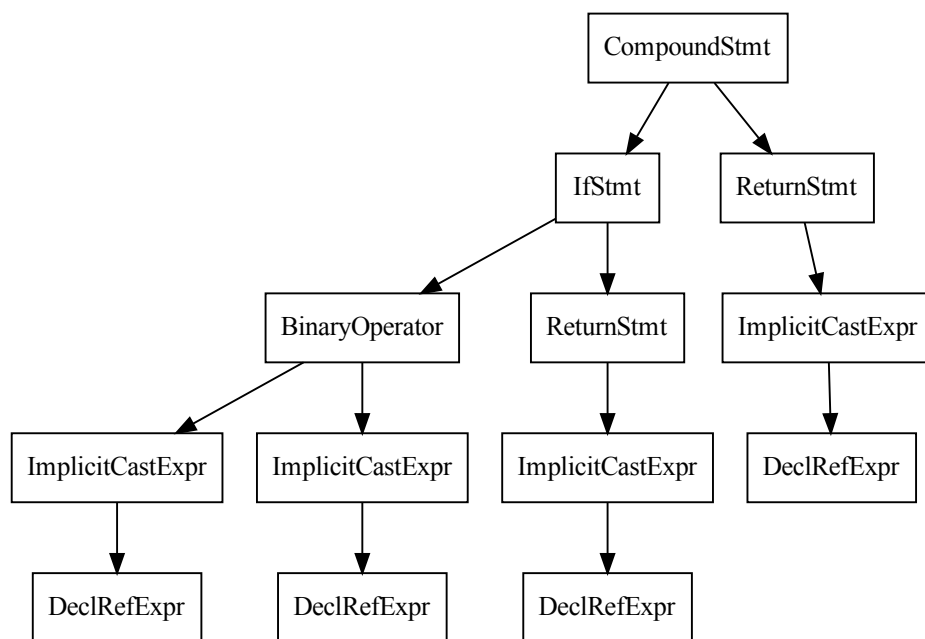 CompoundStmt
IfStmt
ReturnStmt
BinaryOperator
ReturnStmt
ImplicitCastExpr
ImplicitCastExpr
ImplicitCastExpr
ImplicitCastExpr
DeclRefExpr
DeclRefExpr
DeclRefExpr
DeclRefExpr